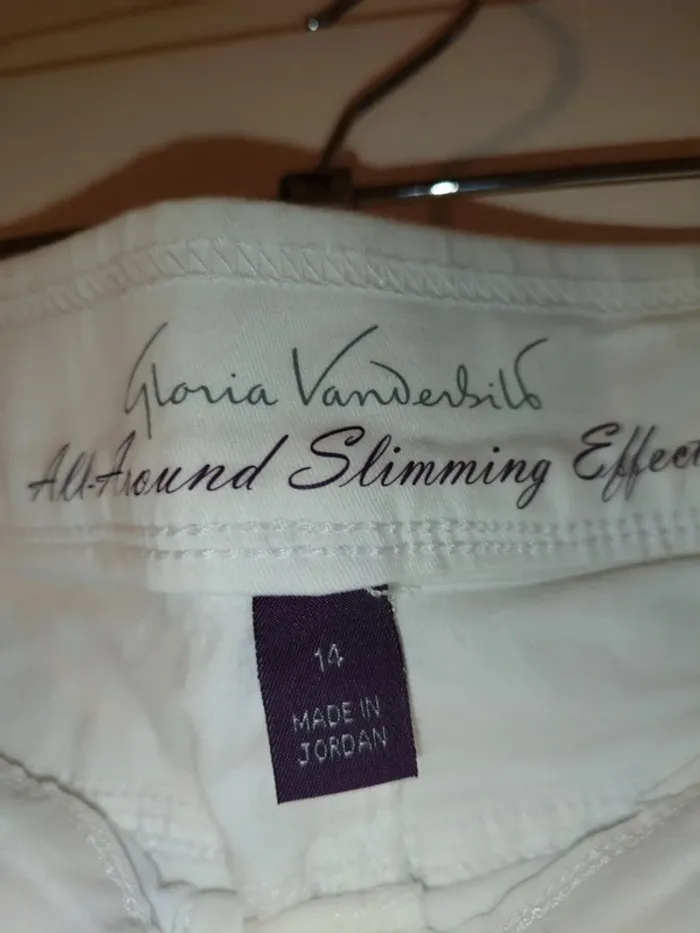 Gloria Vanderbilt
All-Around Slimming Effect
14
MADE IN
JORDAN